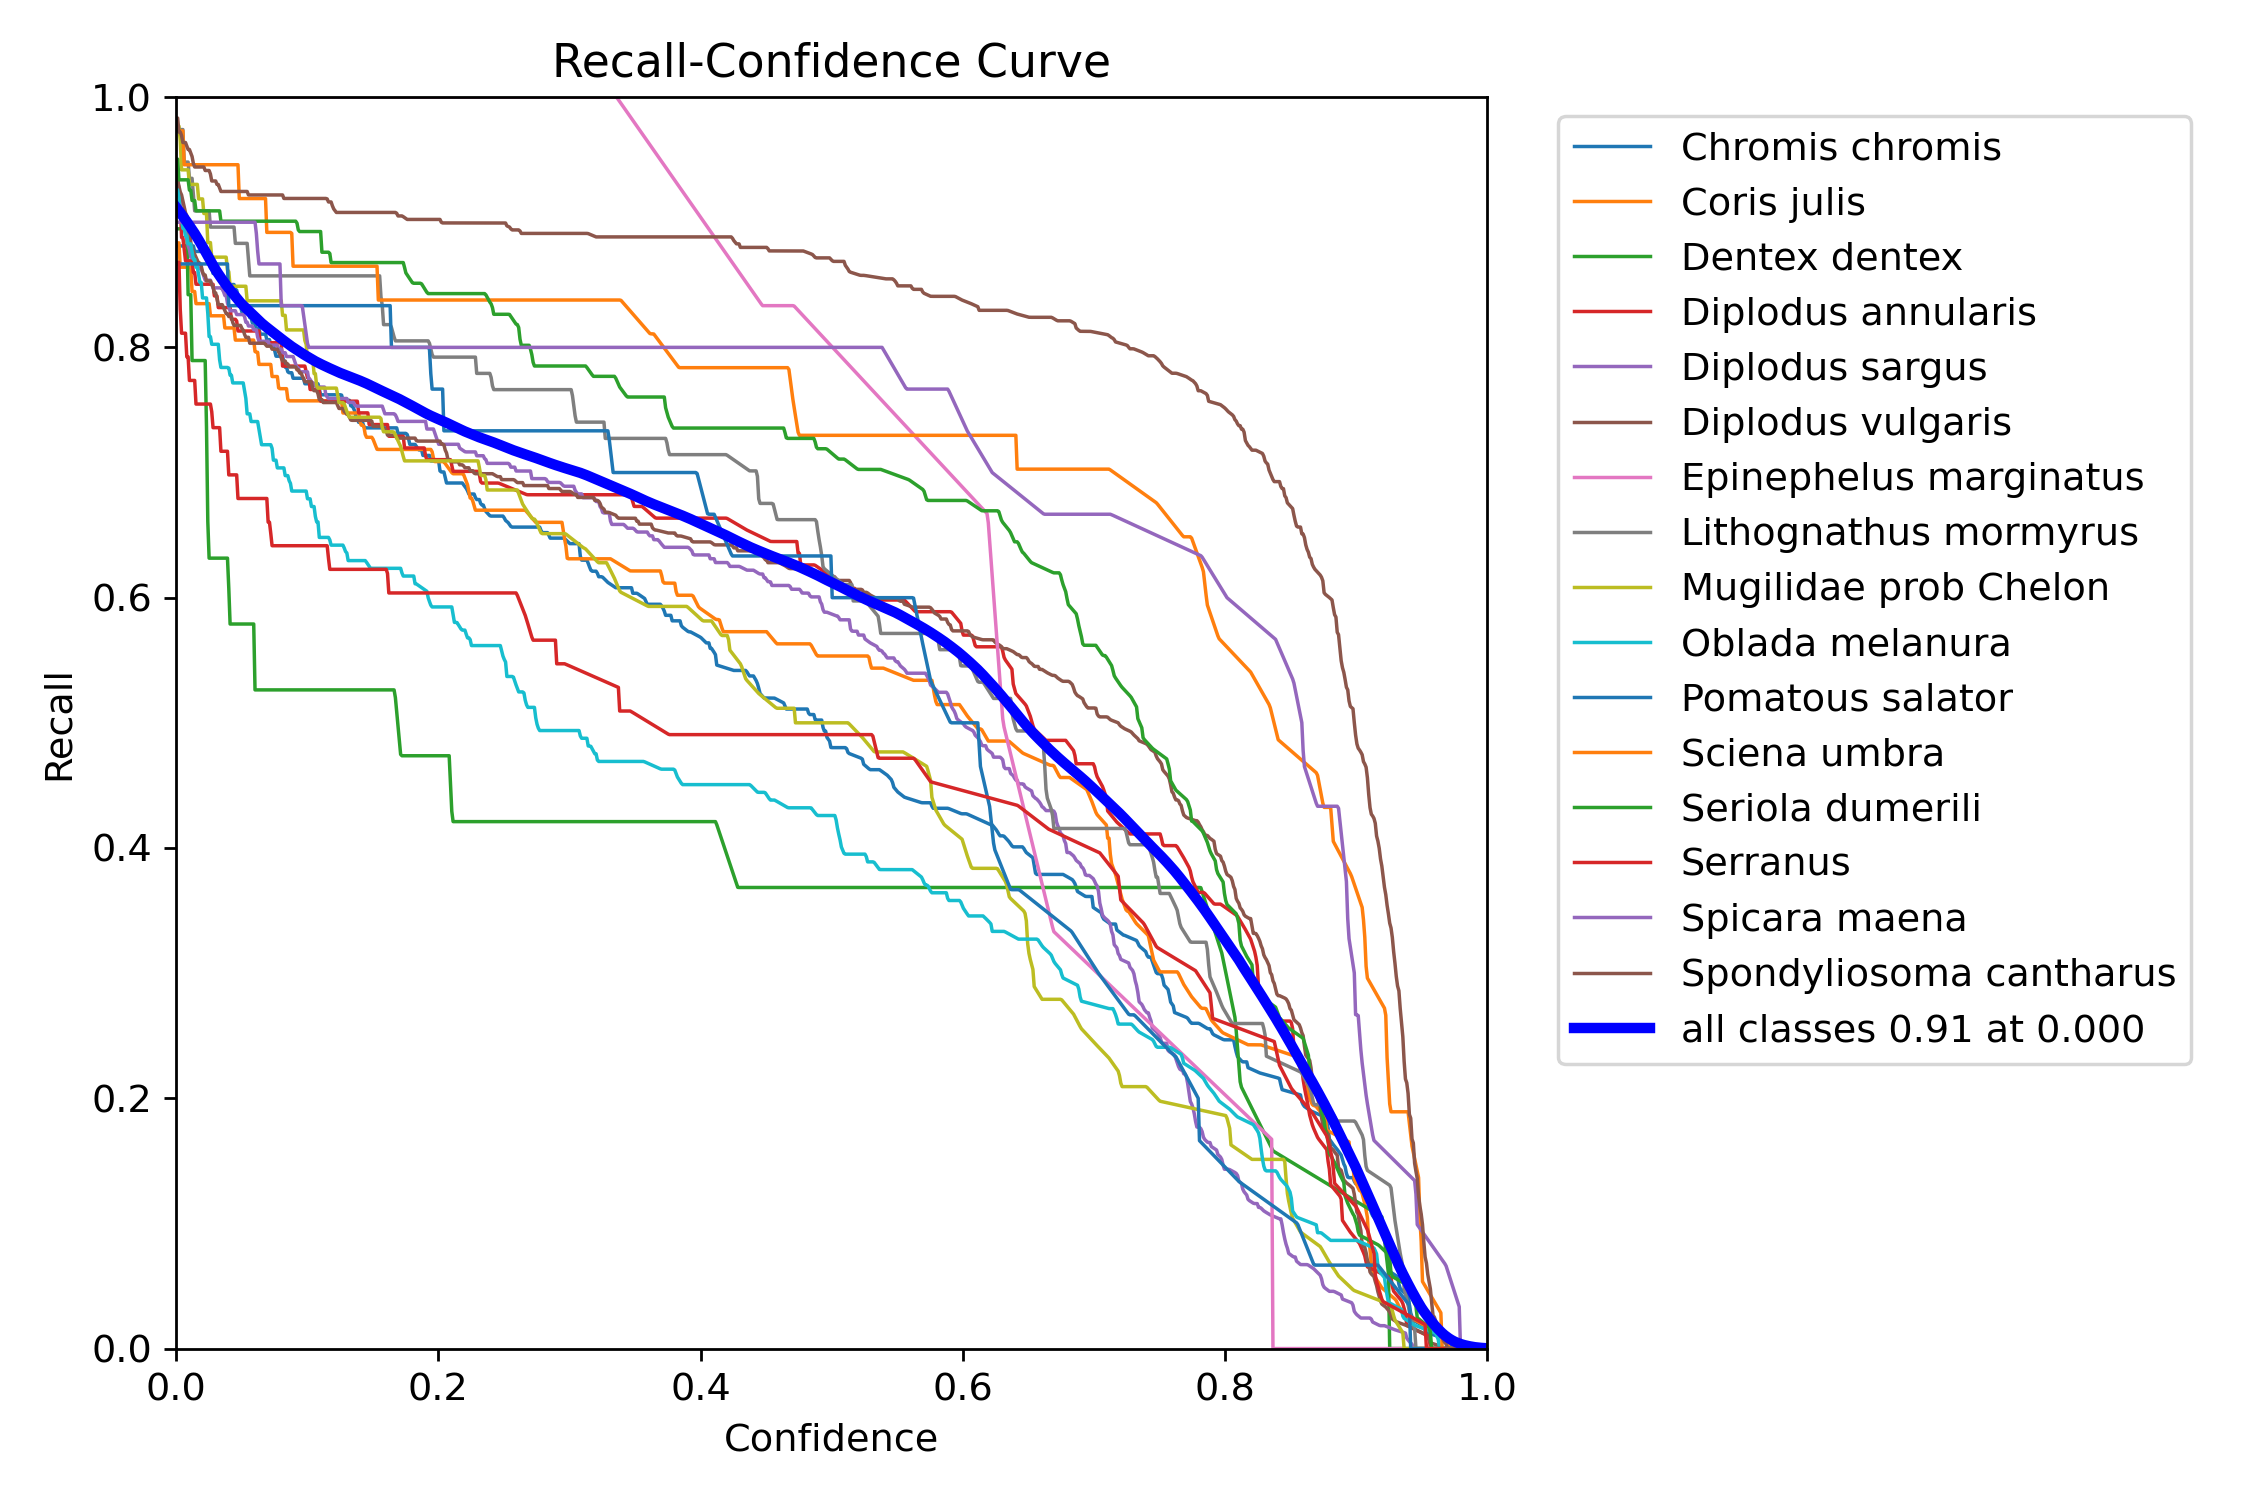 Recall-Confidence Curve
1.0
0.8
0.6
0.4
0.2
0.0
Recall
0.0 0.2 0.4 0.6 0.8 1.0
Confidence
Chromis chromis
Coris julis
Dentex dentex
Diplodus annularis
Diplodus sargus
Diplodus vulgaris
Epinephelus marginatus
Lithognathus mormyrus
Mugilidae prob Chelon
Oblada melanura
Pomatous salator
Sciena umbra
Seriola dumerili
Serranus
Spicara maena
Spondyliosoma cantharus
all classes 0.91 at 0.000